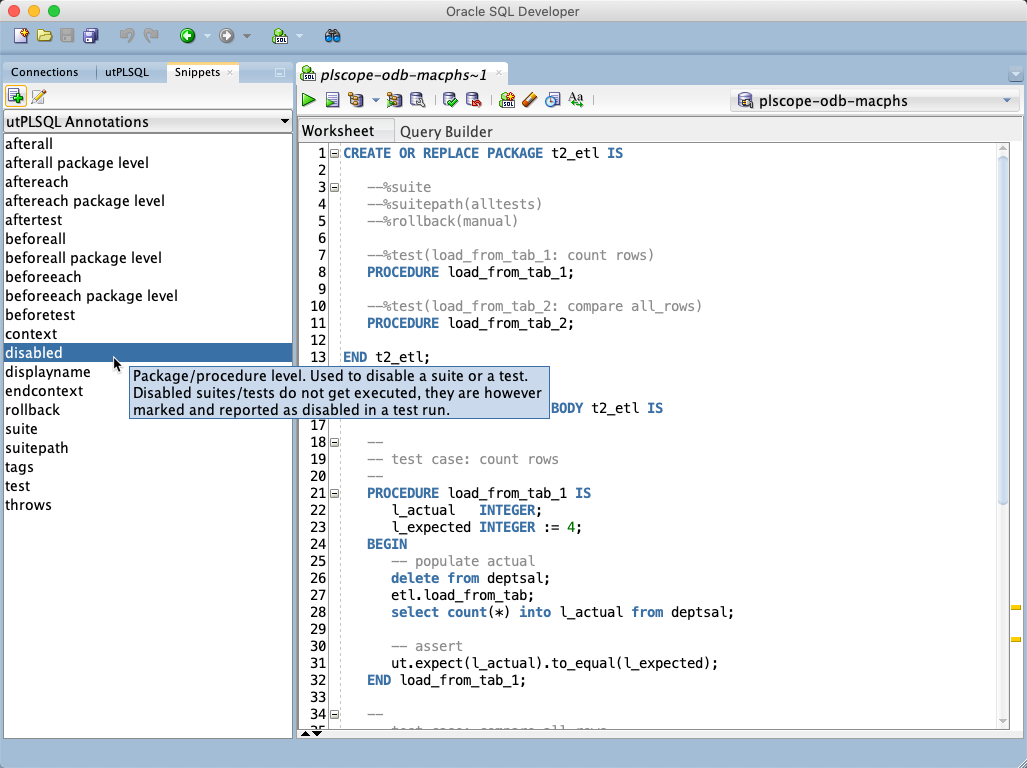 Oracle SQL Developer
Connections
utPLSQL
Snippets
utPLSQL Annotations
afterall
afterall package level
aftereach
aftereach package level
aftertest
beforeall
beforeall package level
beforeeach
beforeeach package level
beforetest
context
disabled
displayname
endcontext
rollback
suite
suitepath
tags
test
throws
Package/procedure level. Used to disable a suite or a test.
Disabled suites/tests do not get executed, they are however
marked and reported as disabled in a test run.
plscope-odb-macphs~1
plscope-odb-macphs
Worksheet
Query Builder
1 CREATE OR REPLACE PACKAGE t2_etl IS
2
3 --%suite
4 --%suitepath(alltests)
5 --%rollback(manual)
6
7 --%test(load_from_tab_1: count rows)
8 PROCEDURE load_from_tab_1;
9
10 --%test(load_from_tab_2: compare all_rows)
11 PROCEDURE load_from_tab_2;
12
13 END t2_etl;
BODY t2_etl IS
17
18 --
19 -- test case: count rows
20 --
21 PROCEDURE load_from_tab_1 IS
22 l_actual INTEGER;
23 l_expected INTEGER := 4;
24 BEGIN
25 -- populate actual
26 delete from deptsal;
27 etl.load_from_tab;
28 select count(*) into l_actual from deptsal;
29
30 -- assert
31 ut.expect(l_actual).to_equal(l_expected);
32 END load_from_tab_1;
33
34 --